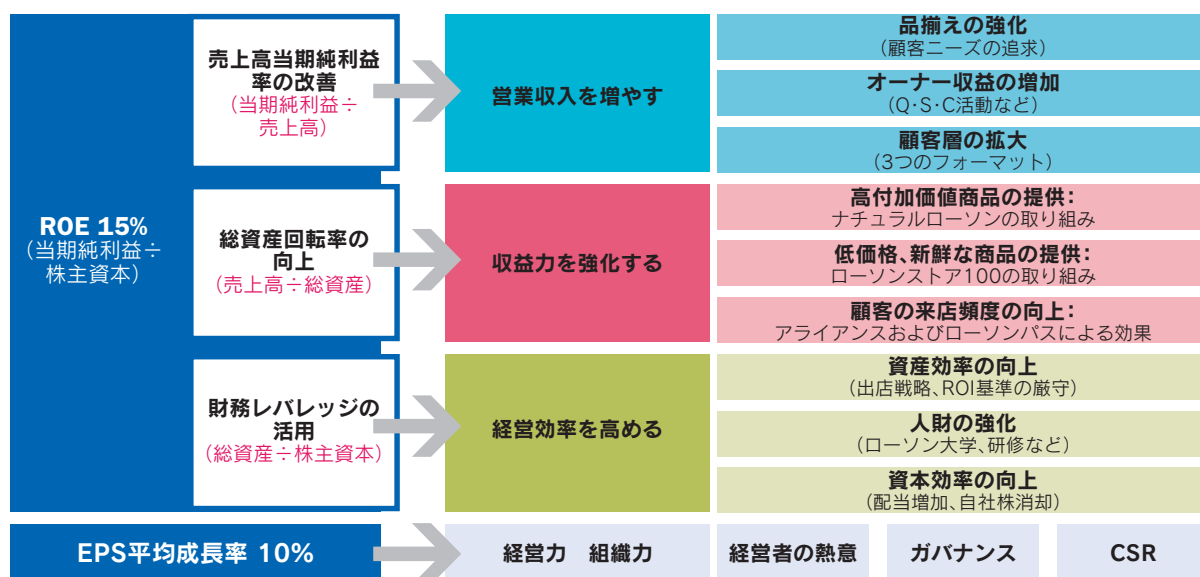 ROE 15%
（当期純利益÷
株主資本）
売上高当期純利益
率の改善
（当期純利益÷
売上高）
営業収入を増やす
品揃えの強化
（顧客ニーズの追求）
オーナー収益の増加
（Q･S･C活動など）
顧客層の拡大
（3つのフォーマット）
総資産回転率の
向上
（売上高÷総資産）
収益力を強化する
高付加価値商品の提供：
ナチュラルローソンの取り組み
低価格、新鮮な商品の提供：
ローソンストア100の取り組み
顧客の来店頻度の向上：
アライアンスおよびローソンパスによる効果
財務レバレッジの
活用
（総資産÷株主資本）
経営効率を高める
資産効率の向上
（出店戦略、ROI基準の厳守）
人財の強化
（ローソン大学、研修など）
資本効率の向上
（配当増加、自社株消却）
EPS平均成長率 10%
経営力　組織力
経営者の熱意
ガバナンス
CSR